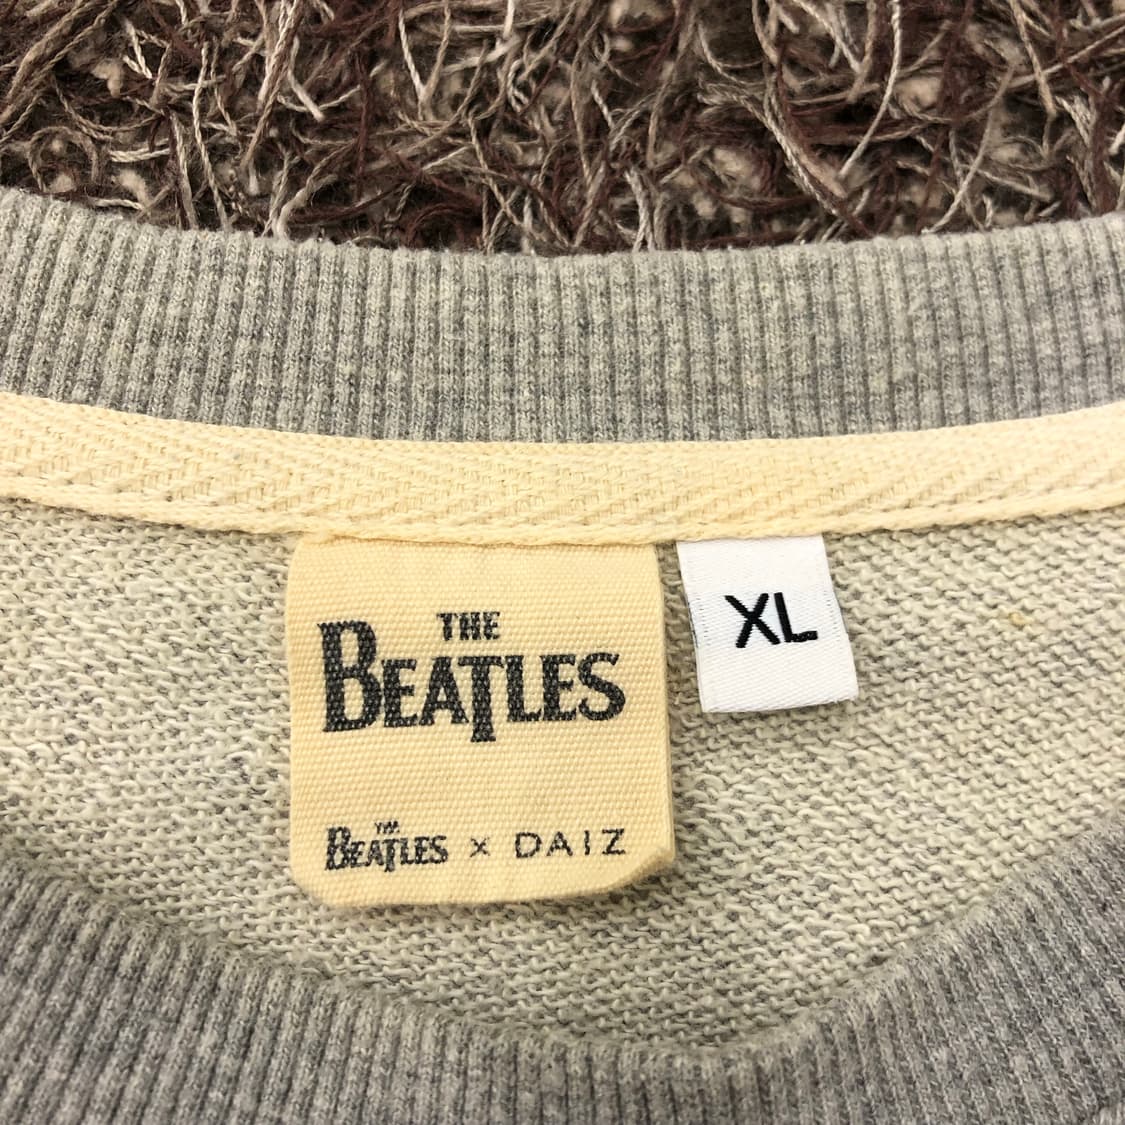 THE
BEATLES
THE
BEATLES × DAIZ
XL